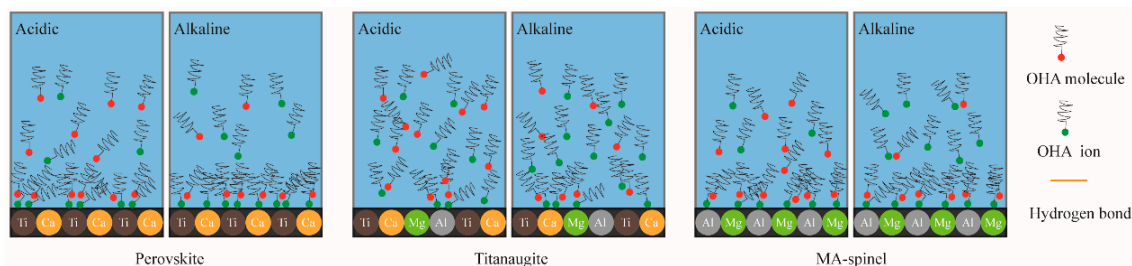 Acidic
Alkaline
Acidic
Alkaline
Acidic
Alkaline
OHA molecule
OHA ion
Hydrogen bond
Ti Ca Ti Ca Ti Ca
Ti Ca Ti Ca Ti Ca
Ti Ca Mg Al Ti Ca
Ti Ca Mg Al Ti Ca
Al Mg Al Mg Al Mg
Al Mg Al Mg Al Mg
Perovskite
Titanaugite
MA-spinel